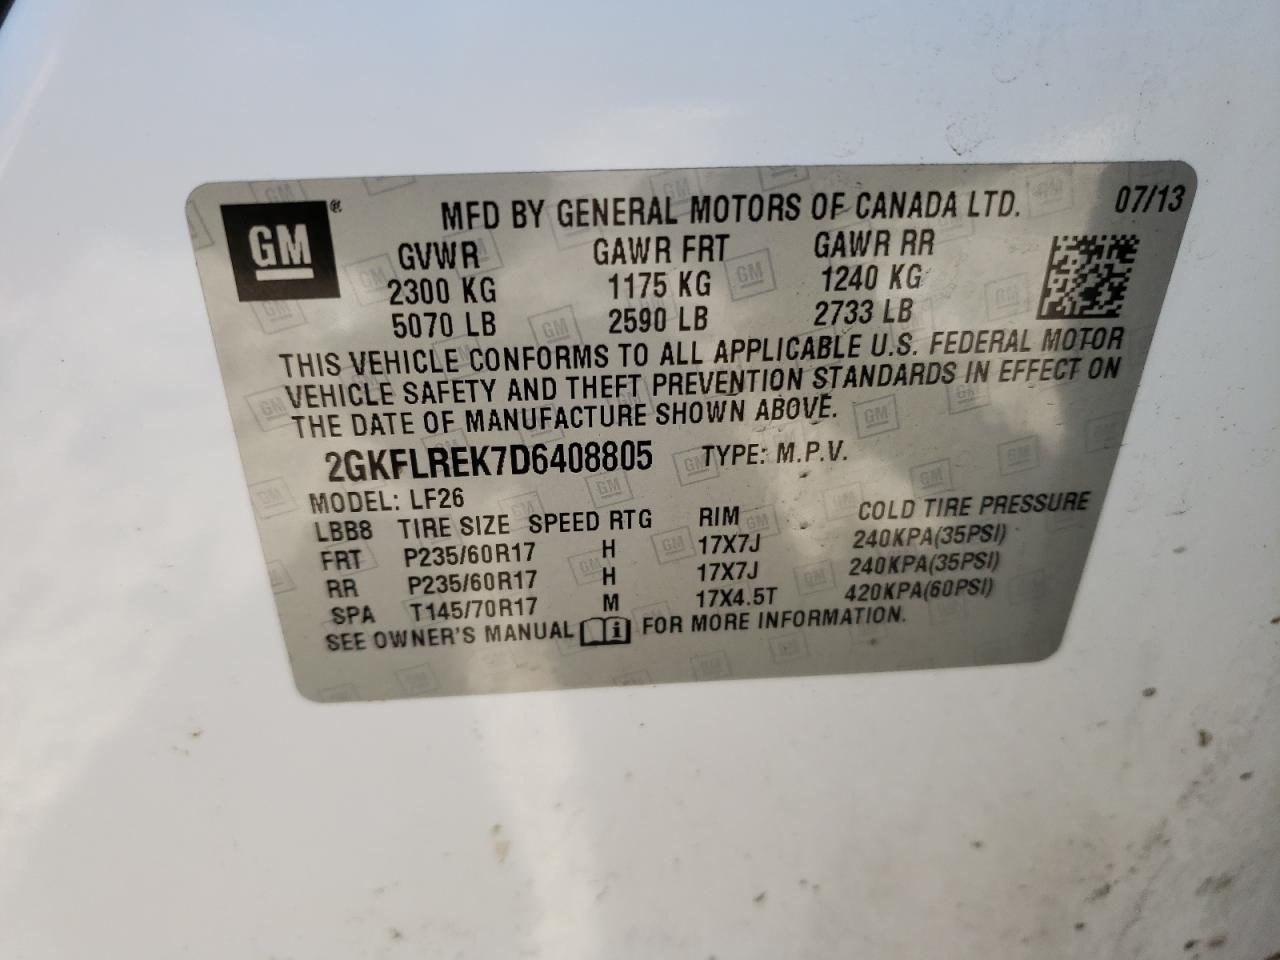 GM ® MFD BY GENERAL MOTORS OF CANADA LTD. 07/13
GVWR GAWR FRT GAWR RR
2300 KG 1175 KG 1240 KG
5070 LB 2590 LB 2733 LB
THIS VEHICLE CONFORMS TO ALL APPLICABLE U.S. FEDERAL MOTOR
VEHICLE SAFETY AND THEFT PREVENTION STANDARDS IN EFFECT ON
THE DATE OF MANUFACTURE SHOWN ABOVE.
2GKFLREK7D6408805 TYPE: M.P.V.
MODEL: LF26
LBB8 TIRE SIZE SPEED RTG RIM COLD TIRE PRESSURE
FRT P235/60R17 H 17X7J 240KPA(35PSI)
RR P235/60R17 H 17X7J 240KPA(35PSI)
SPA T145/70R17 M 17X4.5T 420KPA(60PSI)
SEE OWNER'S MANUAL i FOR MORE INFORMATION.